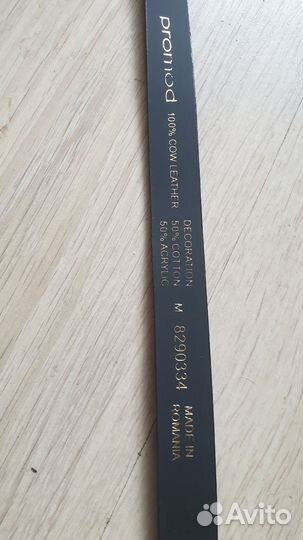 promod
100% COW LEATHER
DECORATION
50% COTTON
50% ACRYLIC
M
8290334
MADE IN
ROMANIA
Avito